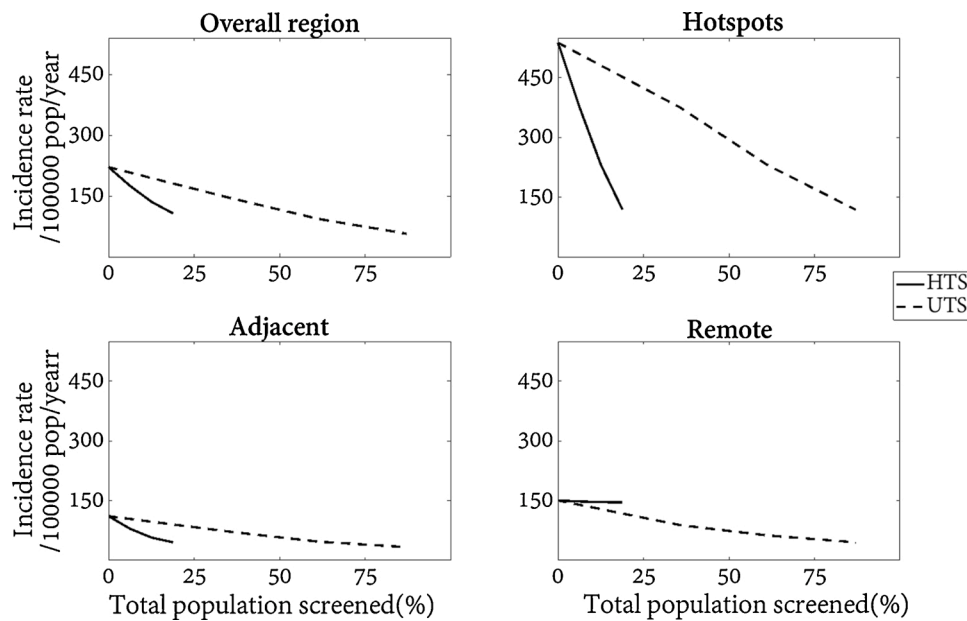 Overall region
Hotspots
Incidence rate
/100000 pop/year
450
300
150
0 25 50 75
450
300
150
0 25 50 75
HTS
UTS
Adjacent
Remote
Incidence rate
/100000 pop/yearr
450
300
150
0 25 50 75
Total population screened(%)
450
300
150
0 25 50 75
Total population screened(%)